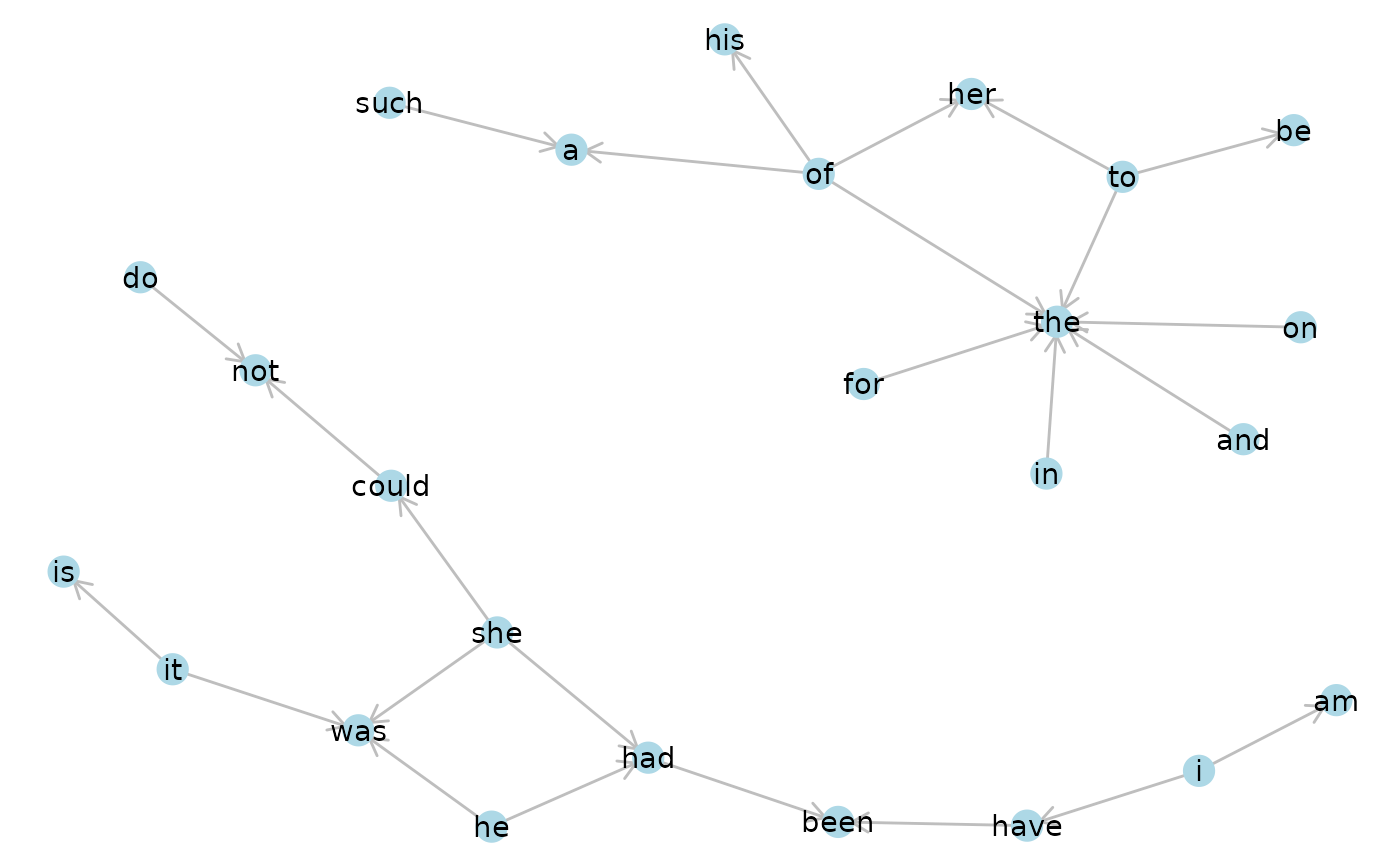 his
her
such
be
a
of
to
do
the
on
not
for
and
in
could
is
she
it
am
was
had
i
been
have
he